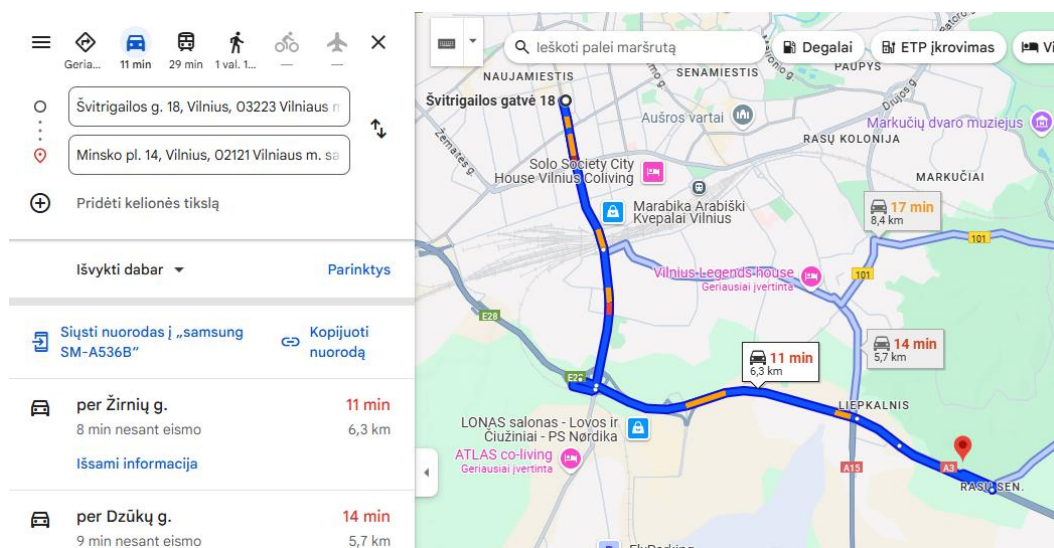 Geria...
11 min
29 min
1 val. 1...
—
—
Švitrigailos g. 18, Vilnius, 03223 Vilniaus
Minsko pl. 14, Vilnius, 02121 Vilniaus m. sa
Pridėti kelionės tikslą
Išvykti dabar
Parinktys
Siųsti nuorodas į „samsung
SM-A536B”
Kopijuoti
nuorodą
per Žirnių g.
11 min
8 min nesant eismo
6,3 km
Išsami informacija
per Dzūkų g.
14 min
9 min nesant eismo
5,7 km
Ieškoti palei maršrutą
Degalai
ETP įkrovimas
Vi
NAUJAMIESTIS
SENAMIESTIS
PAUPYS
Švitrigailos gatvė 18
Aušros vartai
Drujos g.
Markučių dvaro muziejus
RASŲ KOLONIJA
Žemaitės g.
Solo Society City
House Vilnius Coliving
MARKUČIAI
Marabika Arabiški
Kvepalai Vilnius
17 min
8,4 km
101
Vilnius Legends house
Geriausiai įvertinta
101
E28
14 min
5,7 km
11 min
6,3 km
E28
LIEPKALNIS
LONAS salonas - Lovos ir
Čiužiniai - PS Nørdika
ATLAS co-living
Geriausiai įvertinta
A15
A3
RASŲ SEN.